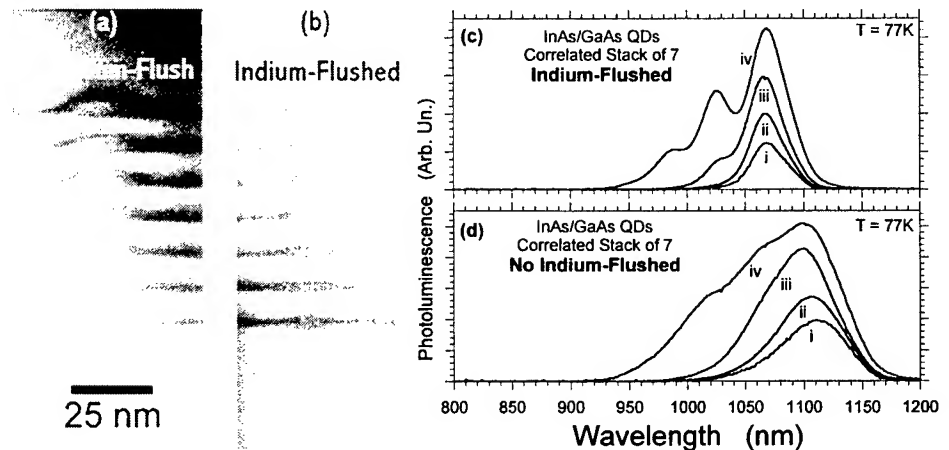 (a)
(b)
Indium-Flushed
25 nm
(c)
InAs/GaAs QDs
Correlated Stack of 7
Indium-Flushed
T = 77K
iv
iii
ii
i
(d)
InAs/GaAs QDs
Correlated Stack of 7
No Indium-Flushed
T = 77K
iv
iii
ii
i
Photoluminescence (Arb. Un.)
800 850 900 950 1000 1050 1100 1150 1200
Wavelength (nm)